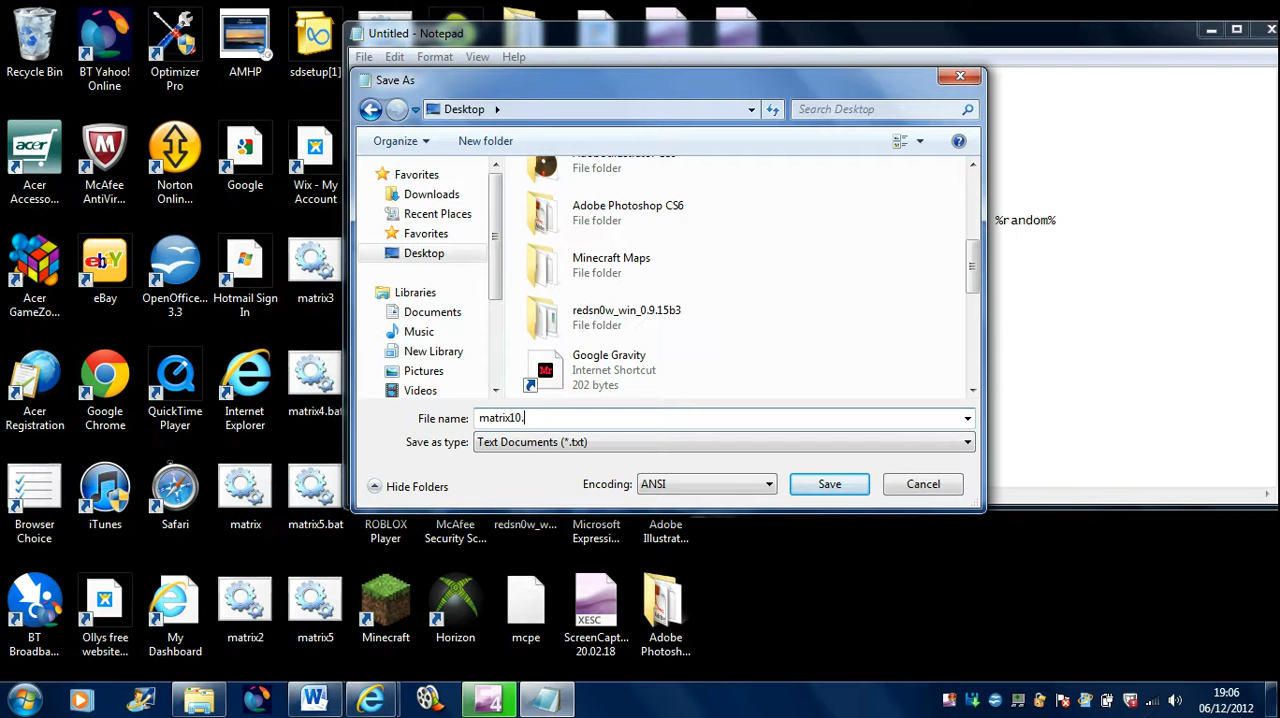 Untitled - Notepad
File Edit Format View Help
Save As
Desktop
Search Desktop
Organize New folder
Favorites
Downloads
Recent Places
Favorites
Desktop
Libraries
Documents
Music
New Library
Pictures
Videos
File folder
Adobe Photoshop CS6
File folder
Minecraft Maps
File folder
redsn0w_win_0.9.15b3
File folder
Google Gravity
Internet Shortcut
202 bytes
File name: matrix10.
Save as type: Text Documents (*.txt)
Hide Folders Encoding: ANSI Save Cancel
%random%
Recycle Bin
BT Yahoo!
Online
Optimizer
Pro
AMHP
sdsetup[1]
acer
Acer
Accesso...
McAfee
AntiVir...
Norton
Onlin...
Google
Wix - My
Account
Acer
GameZo...
ebY
eBay
OpenOffice...
3.3
Hotmail Sign
In
matrix3
Acer
Registration
Google
Chrome
QuickTime
Player
Internet
Explorer
matrix4.bat
Browser
Choice
iTunes
Safari
matrix
matrix5.bat
ROBLOX
Player
McAfee
Security Sc...
redsn0w_w...
Microsoft
Expressi...
Adobe
Illustrat...
BT
Broadba...
Ollys free
website...
My
Dashboard
matrix2
matrix5
Minecraft
Horizon
mcpe
XESC
ScreenCapt...
20.02.18
Adobe
Photosh...
19:06
06/12/2012